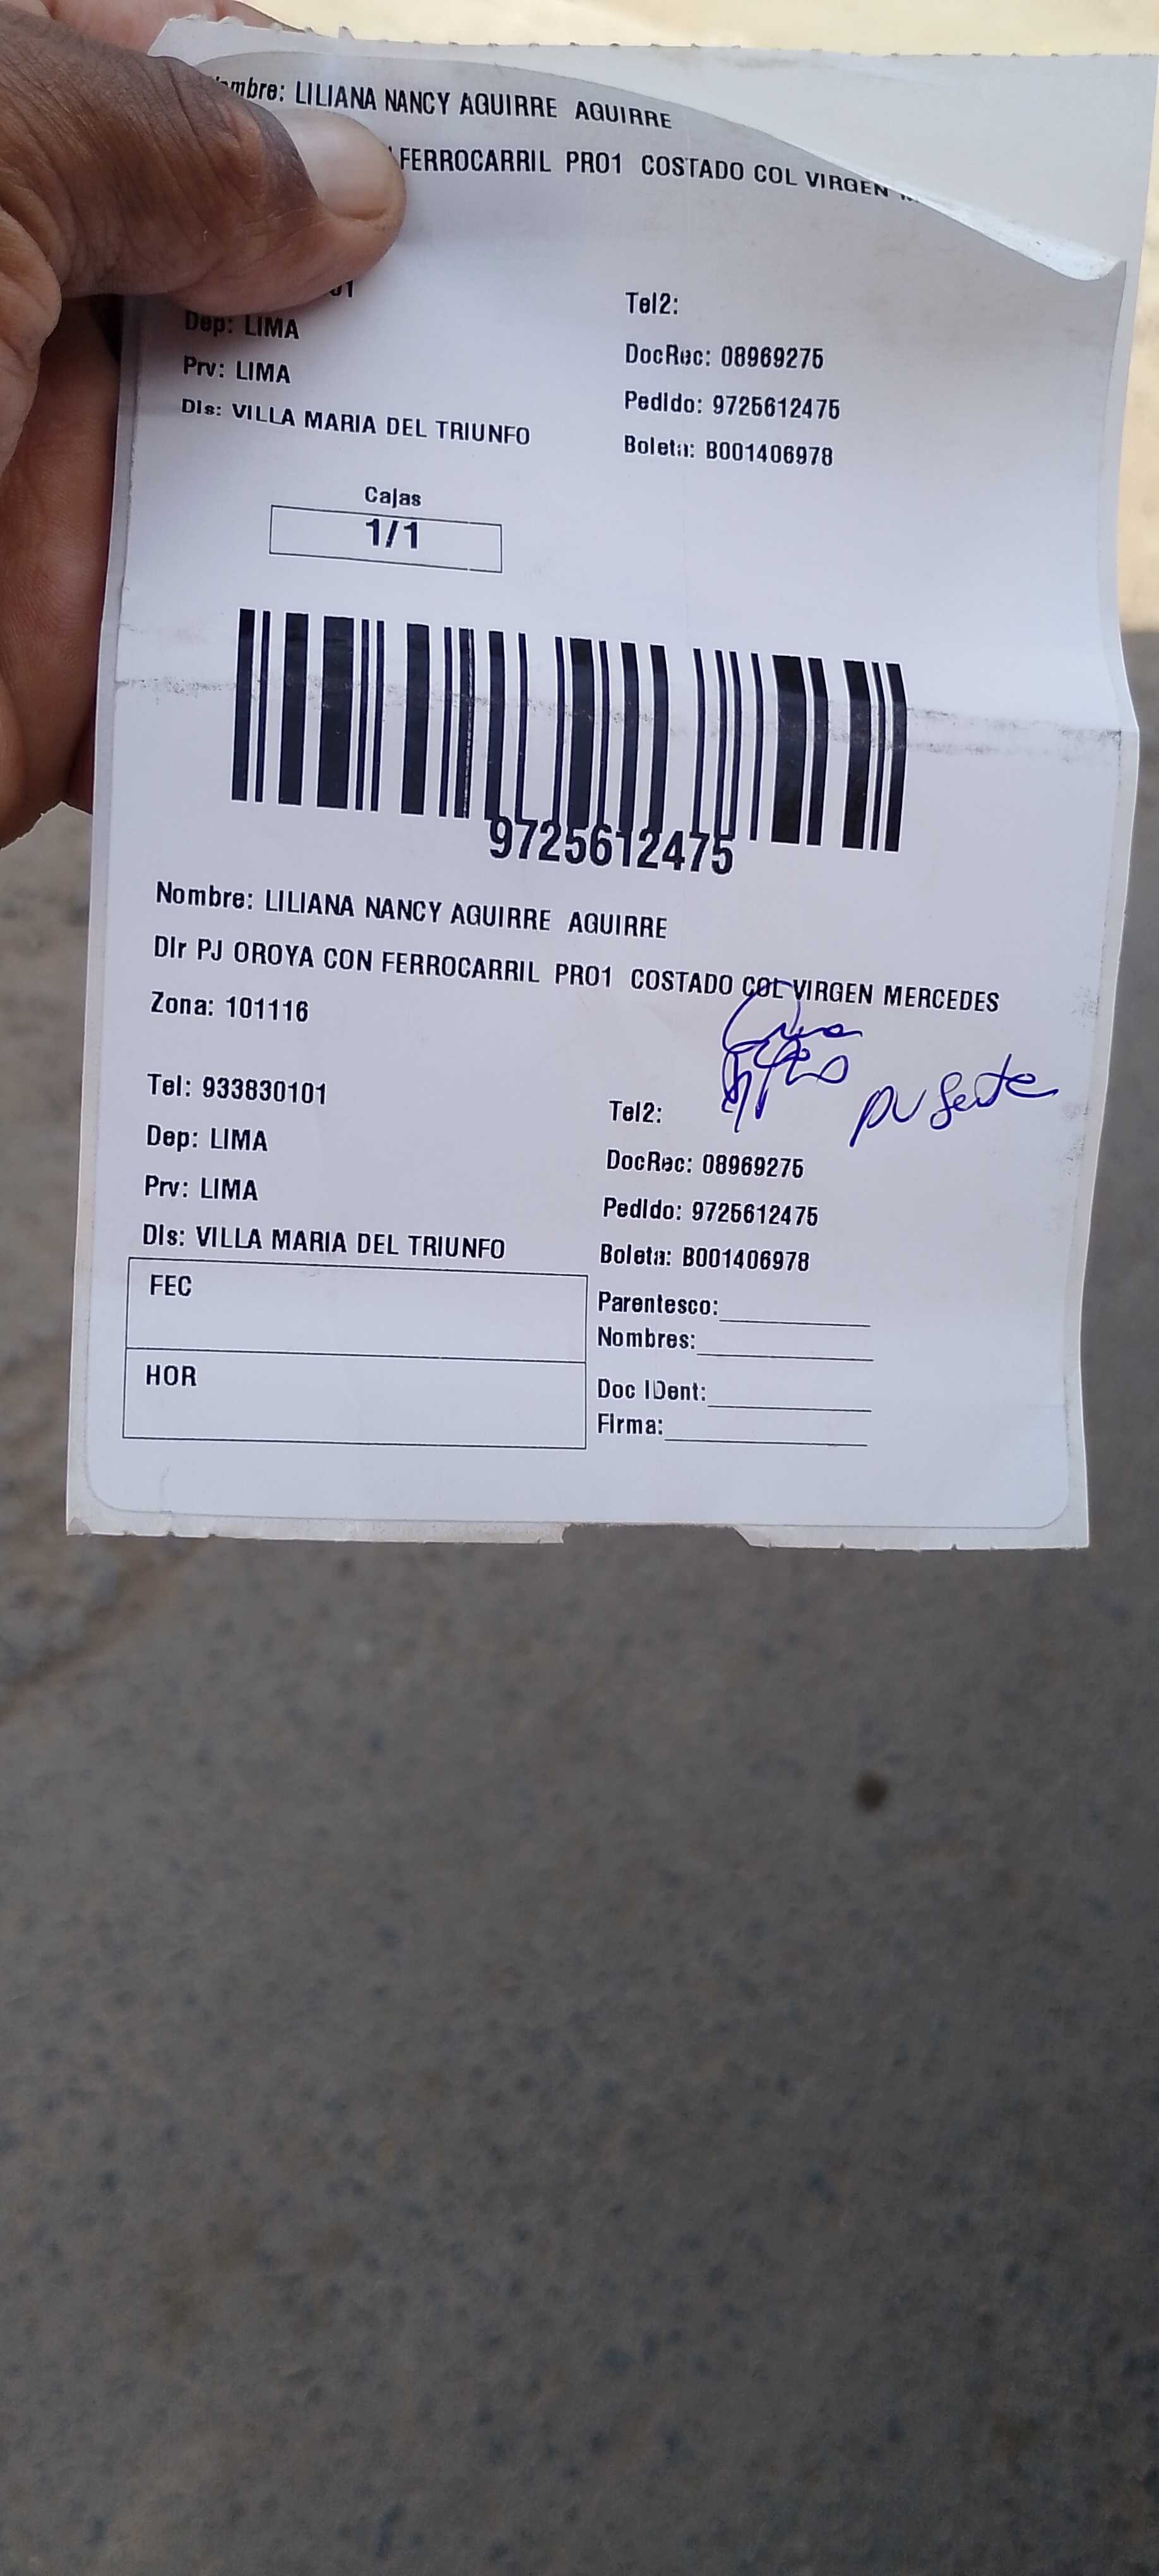 ombre: LILIANA NANCY AGUIRRE AGUIRRE
FERROCARRIL PRO1 COSTADO COL VIRGEN
01
Dep: LIMA
Tel2:
Prv: LIMA
DocRec: 08969275
Dis: VILLA MARIA DEL TRIUNFO
Pedido: 9725612475
Boleta: B001406978
Cajas
1/1
9725612475
Nombre: LILIANA NANCY AGUIRRE AGUIRRE
Dir PJ OROYA CON FERROCARRIL PRO1 COSTADO COL VIRGEN MERCEDES
Zona: 101116
Tel: 933830101
Tel2:
Dep: LIMA
DocRec: 08969275
Prv: LIMA
Pedido: 9725612475
Dis: VILLA MARIA DEL TRIUNFO
Boleta: B001406978
FEC
Parentesco:
Nombres:
HOR
Doc IDent:
Firma: